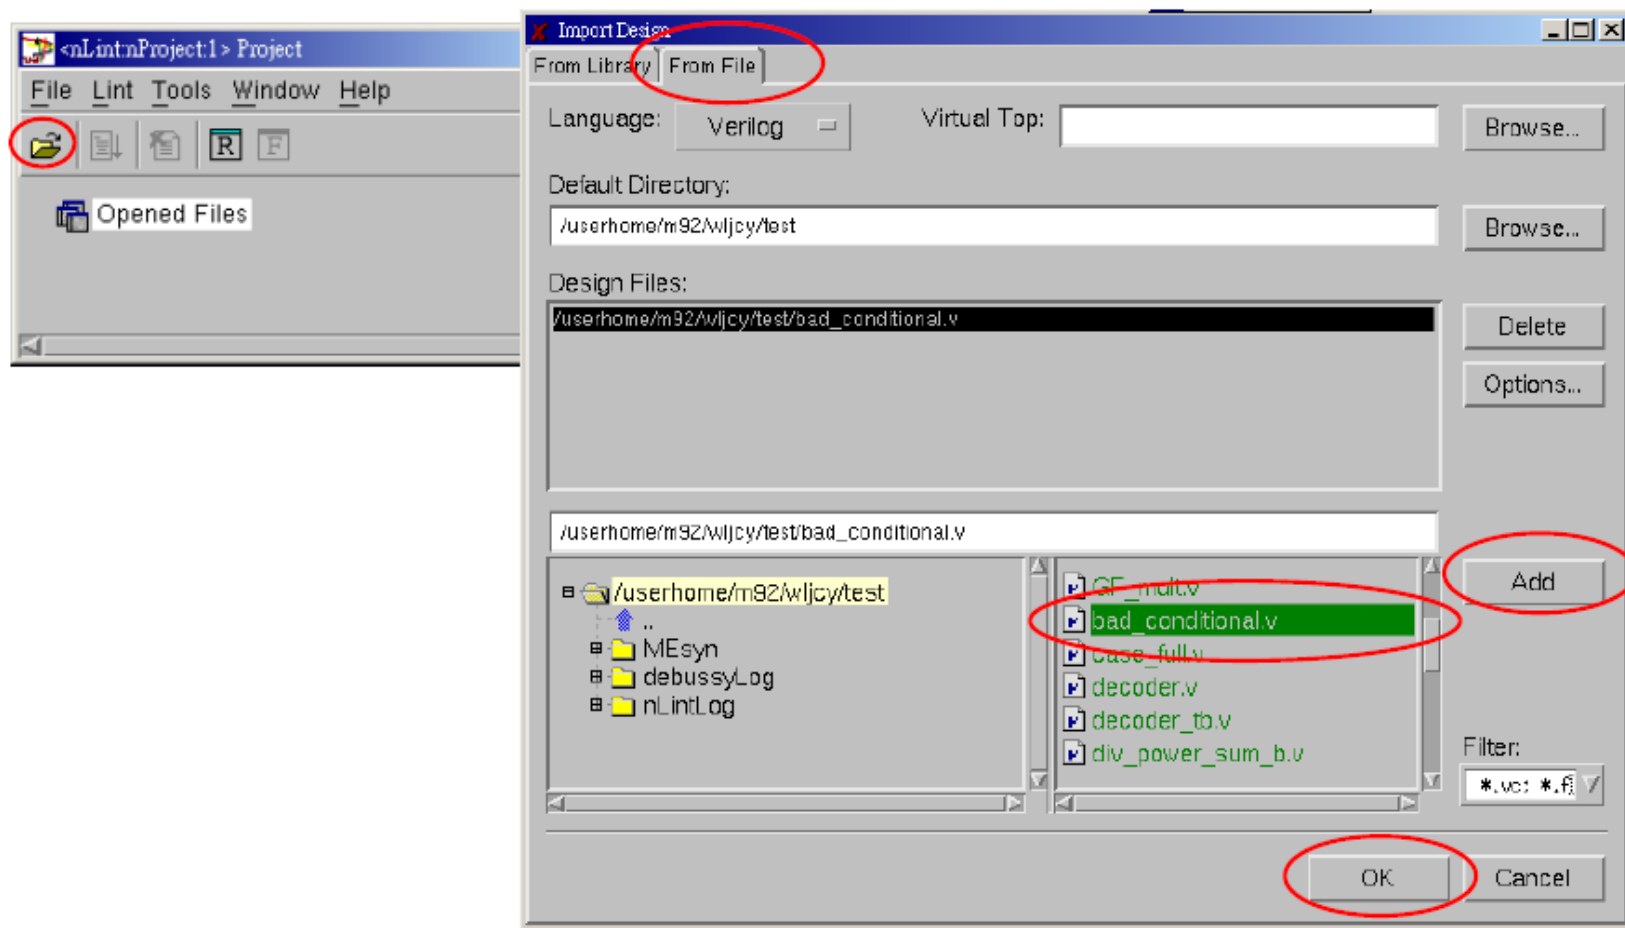 <nLint:nProject:1> Project
File Lint Tools Window Help
R F
Opened Files
Import Design
From Library From File
Language: Verilog Virtual Top: Browse...
Default Directory:
/userhome/m92/wljcy/test Browse...
Design Files:
/userhome/m92/wljcy/test/bad_conditional.v
Delete
Options...
/userhome/m92/wljcy/test/bad_conditional.v
Add
/userhome/m92/wljcy/test
..
MEsyn
debussyLog
nLintLog
GF_mult.v
bad_conditional.v
case_full.v
decoder.v
decoder_tb.v
div_power_sum_b.v
Filter:
*.vc; *.f
OK Cancel